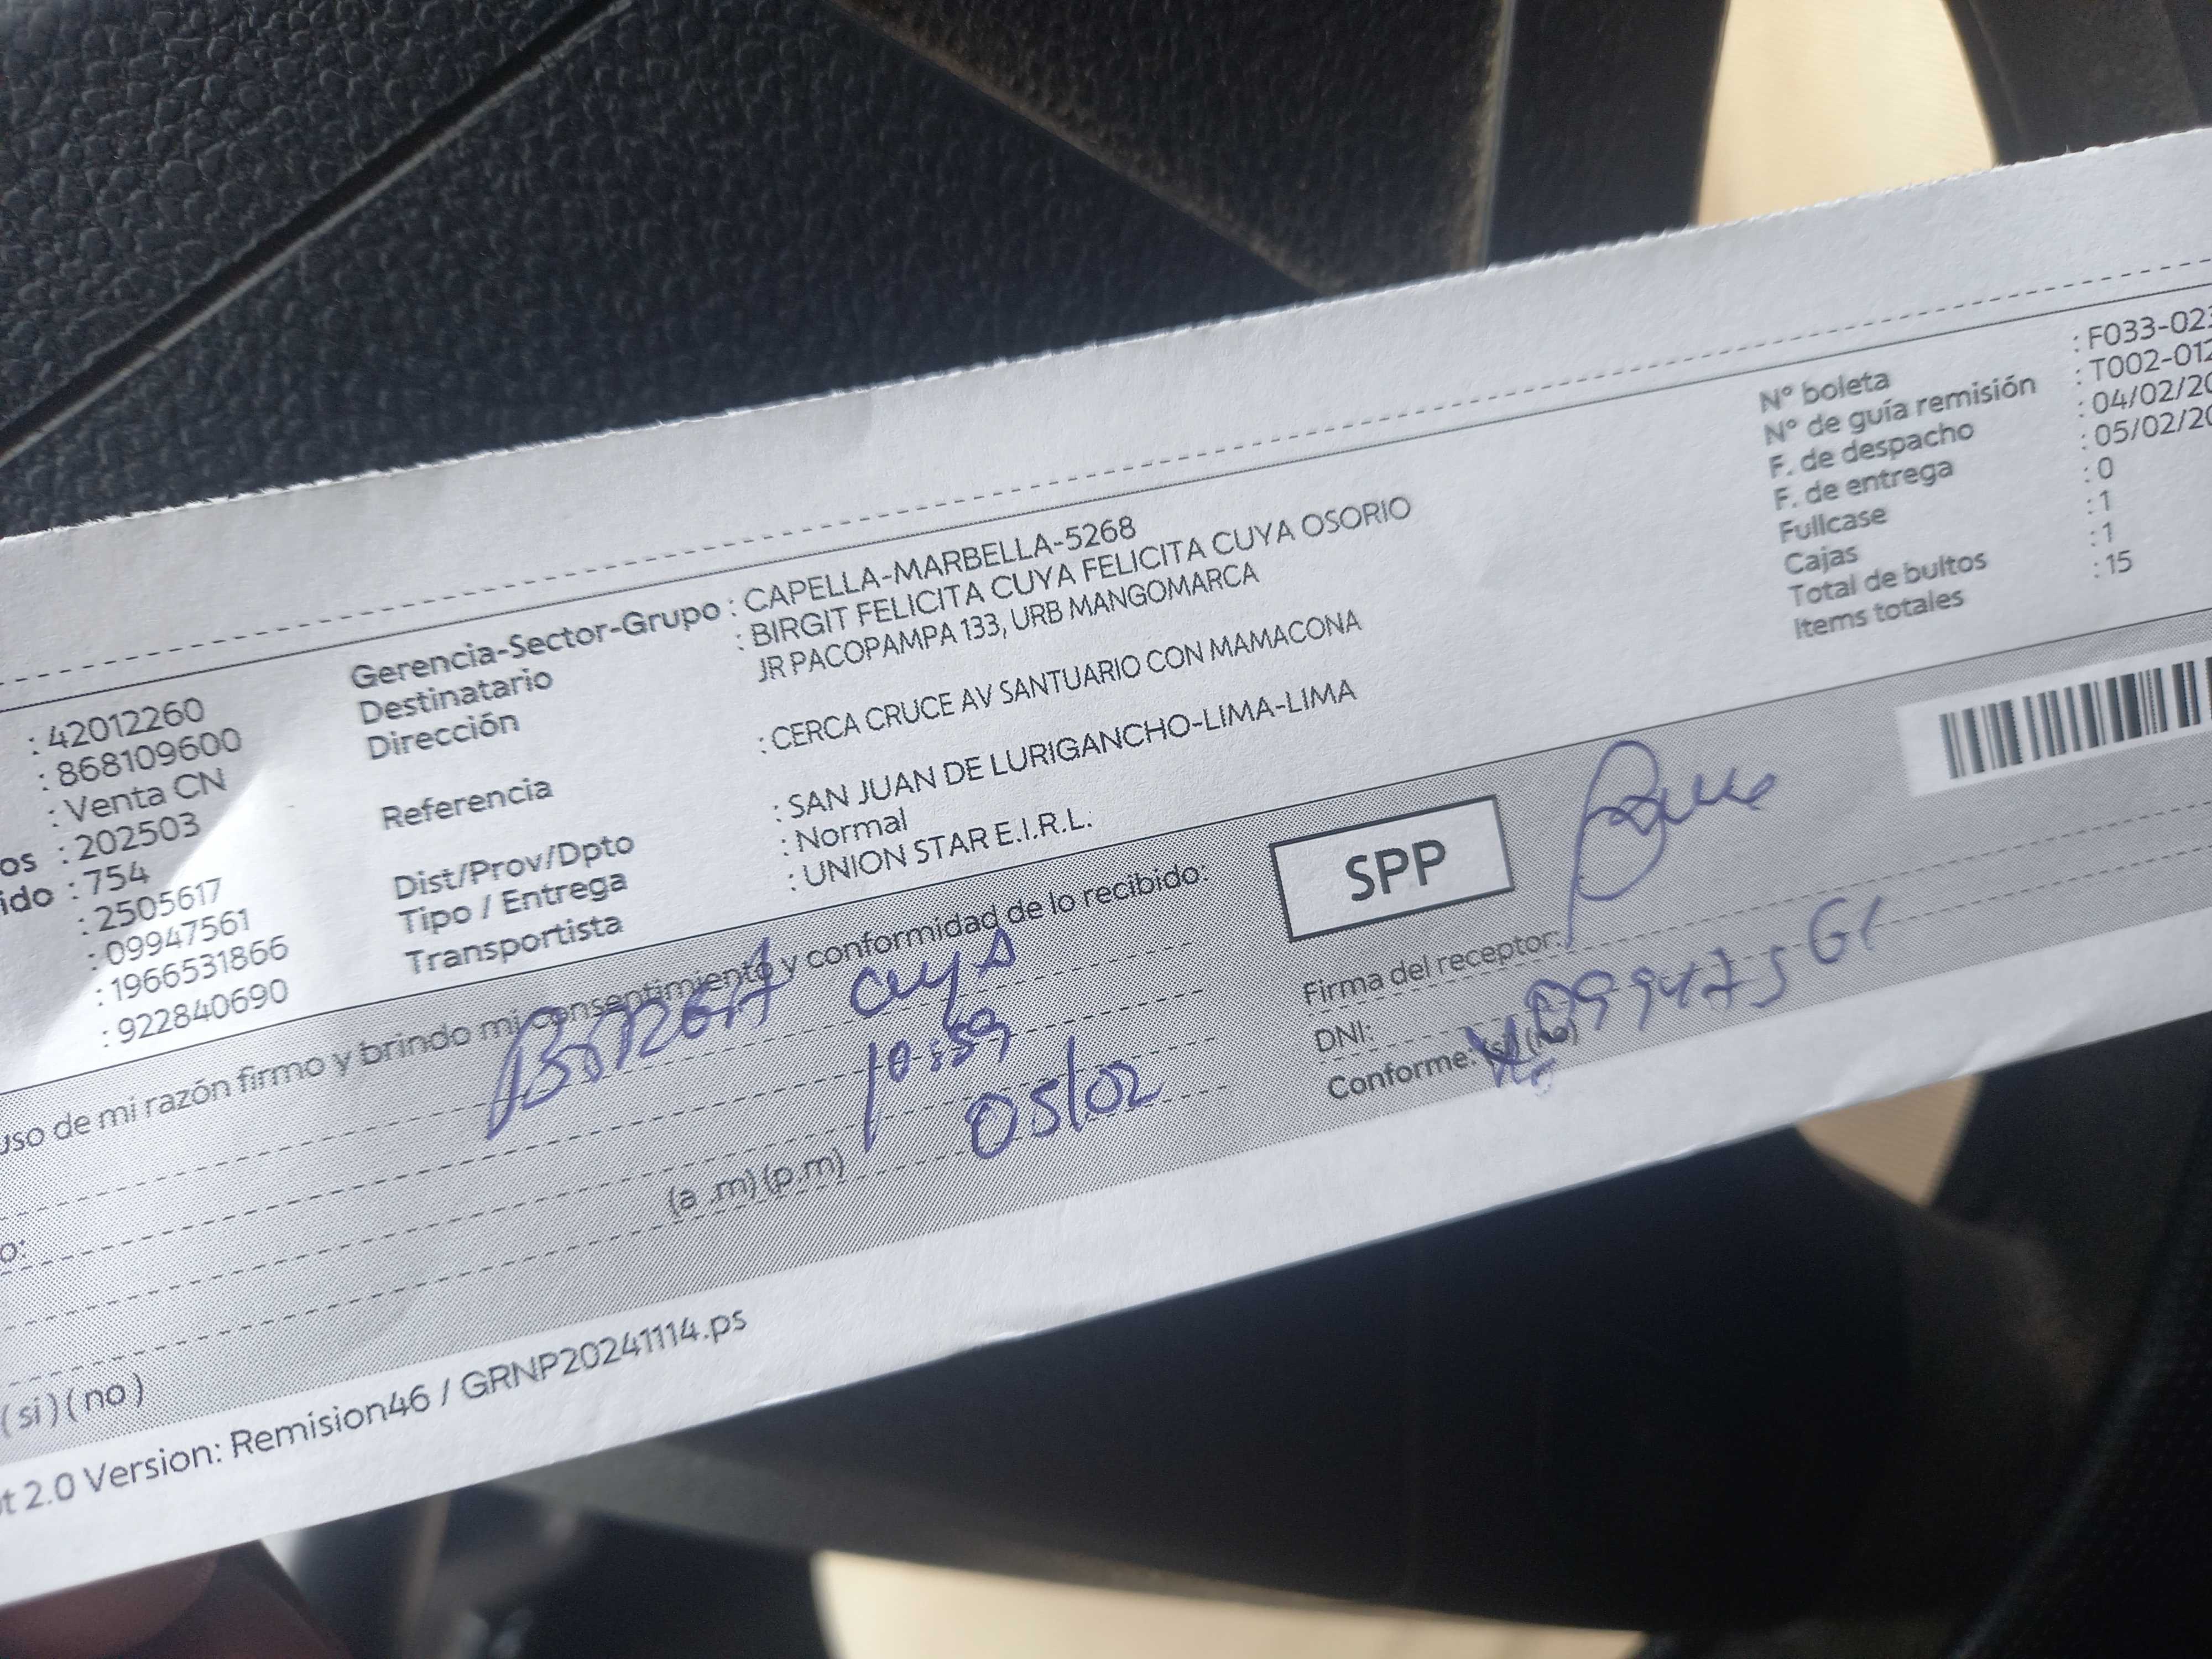 : 42012260
: 868109600
: Venta CN
os : 202503
ido : 754
: 2505617
: 09947561
: 1966531866
: 922840690
Gerencia-Sector-Grupo : CAPELLA-MARBELLA-5268
Destinatario : BIRGIT FELICITA CUYA FELICITA CUYA OSORIO
Dirección JR PACOPAMPA 133, URB MANGOMARCA
Referencia : CERCA CRUCE AV SANTUARIO CON MAMACONA
Dist/Prov/Dpto : SAN JUAN DE LURIGANCHO-LIMA-LIMA
Tipo / Entrega : Normal
Transportista : UNION STAR E.I.R.L.
N° boleta : F033-02
N° de guía remisión : T002-012
F. de despacho : 04/02/20
F. de entrega : 05/02/20
Fullcase : 0
Cajas : 1
Total de bultos : 1
Items totales : 15
uso de mi razón firmo y brindo mi consentimiento y conformidad de lo recibido:
Cuya
10:59
05/02
o:
(a .m) (p.m)
(si) (no)
SPP
Firma del receptor:
DNI: 09947561
Conforme: (si) (no)
t 2.0 Version: Remision46 / GRNP20241114.ps